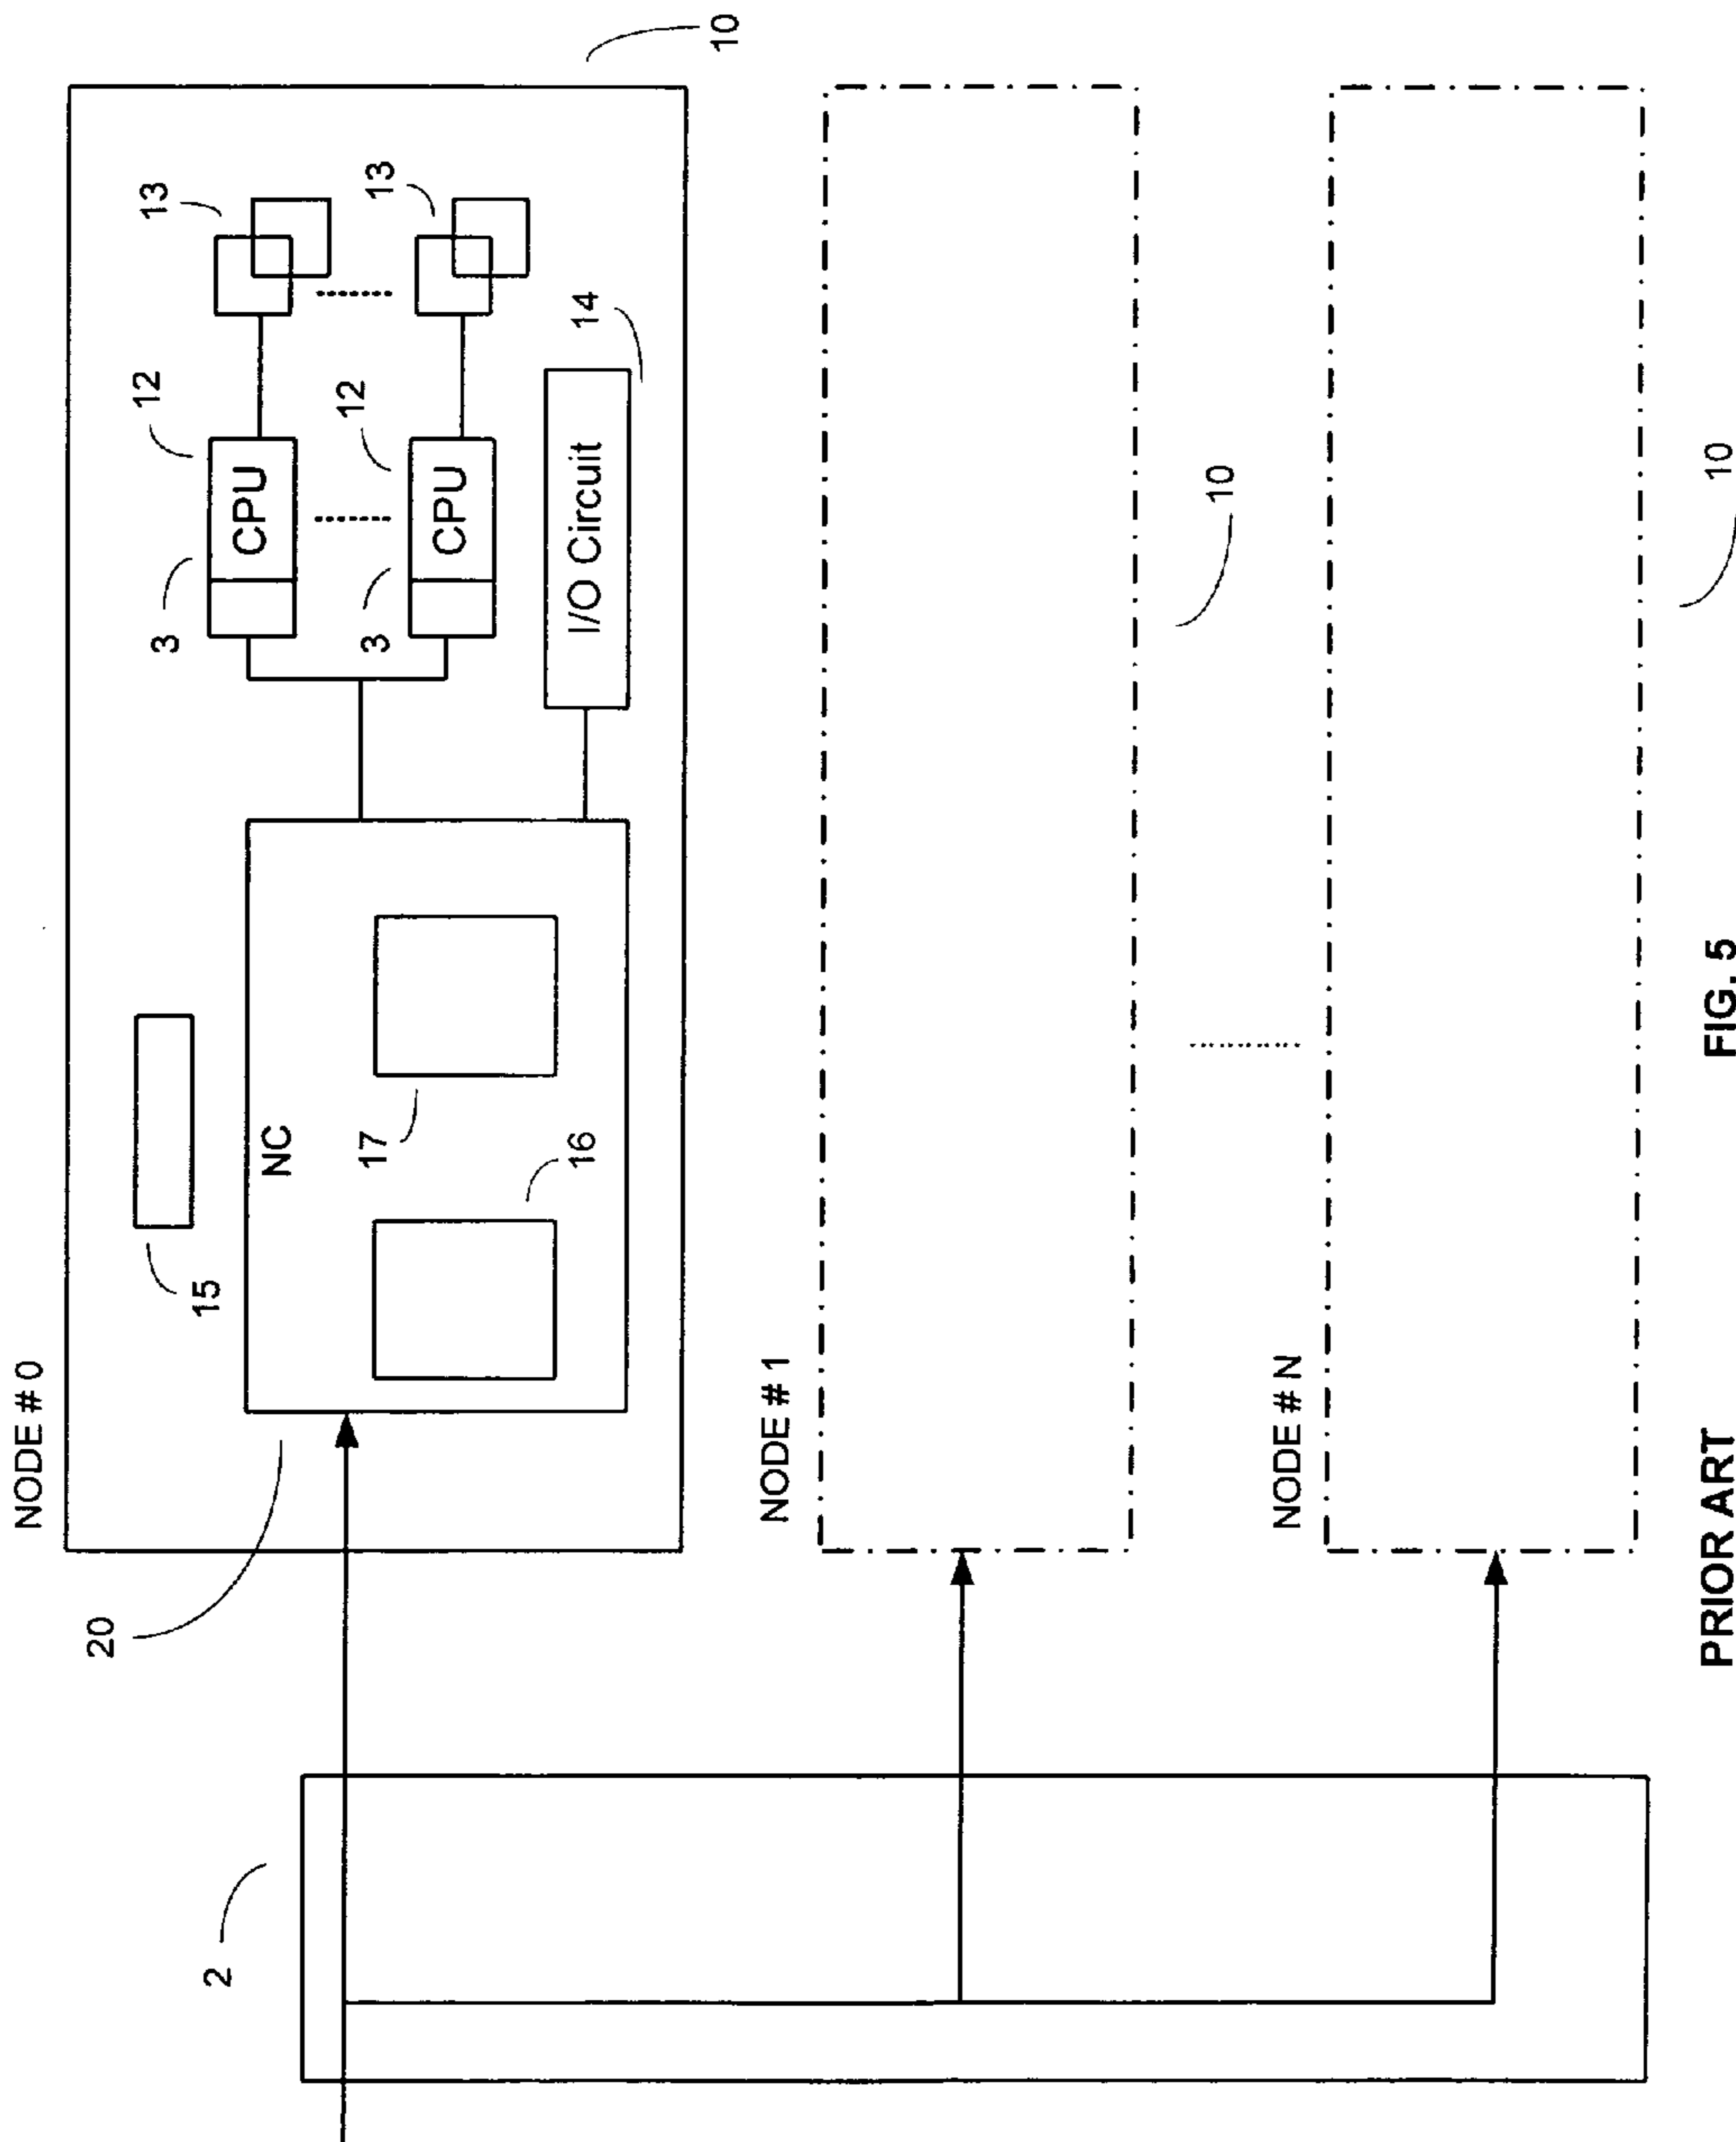 NODE # 0
10
15
13
12
3
CPU
13
12
3
CPU
NC
17
16
14
I/O Circuit
20
2
NODE # 1
10
NODE # N
10
PRIOR ART
FIG. 5